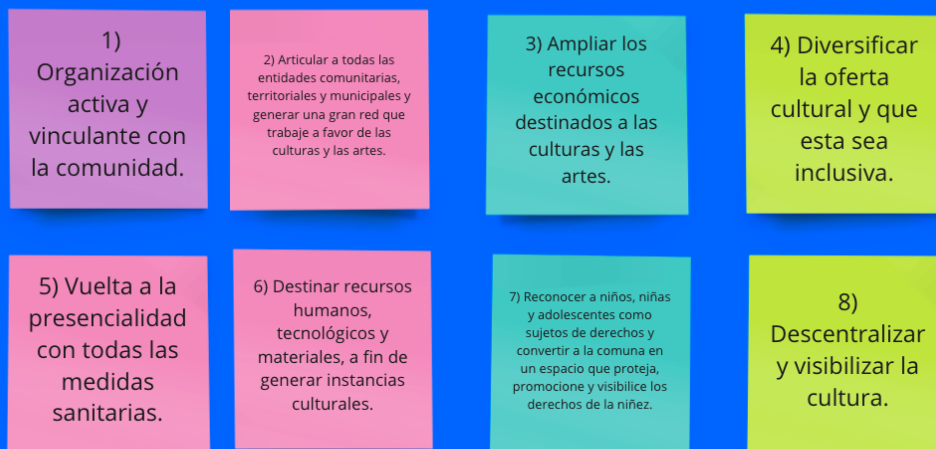 1)
Organización
activa y
vinculante con
la comunidad.
2) Articular a todas las
entidades comunitarias,
territoriales y municipales y
generar una gran red que
trabaje a favor de las
culturas y las artes.
3) Ampliar los
recursos
económicos
destinados a las
culturas y las
artes.
4) Diversificar
la oferta
cultural y que
esta sea
inclusiva.
5) Vuelta a la
presencialidad
con todas las
medidas
sanitarias.
6) Destinar recursos
humanos,
tecnológicos y
materiales, a fin de
generar instancias
culturales.
7) Reconocer a niños, niñas
y adolescentes como
sujetos de derechos y
convertir a la comuna en
un espacio que proteja,
promocione y visibilice los
derechos de la niñez.
8)
Descentralizar
y visibilizar la
cultura.